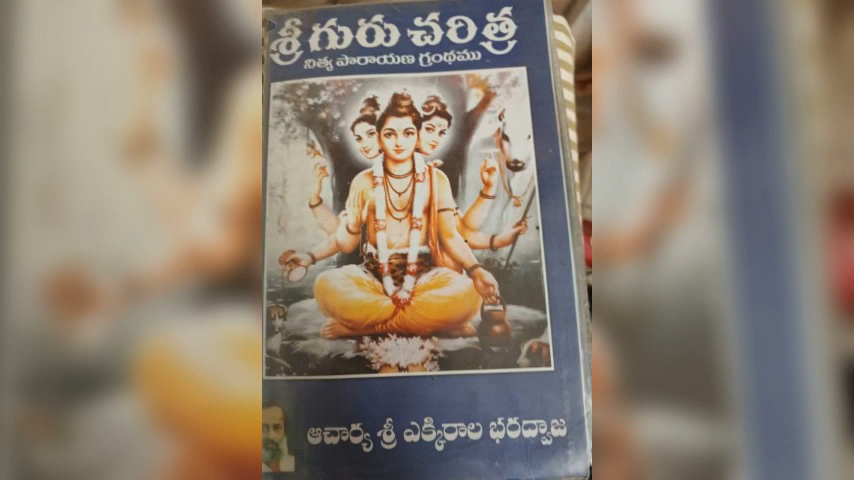 శ్రీ గురు చరిత్ర
నిత్య పారాయణ గ్రంథము
ఆచార్య శ్రీ ఎక్కిరాల భరద్వాజ